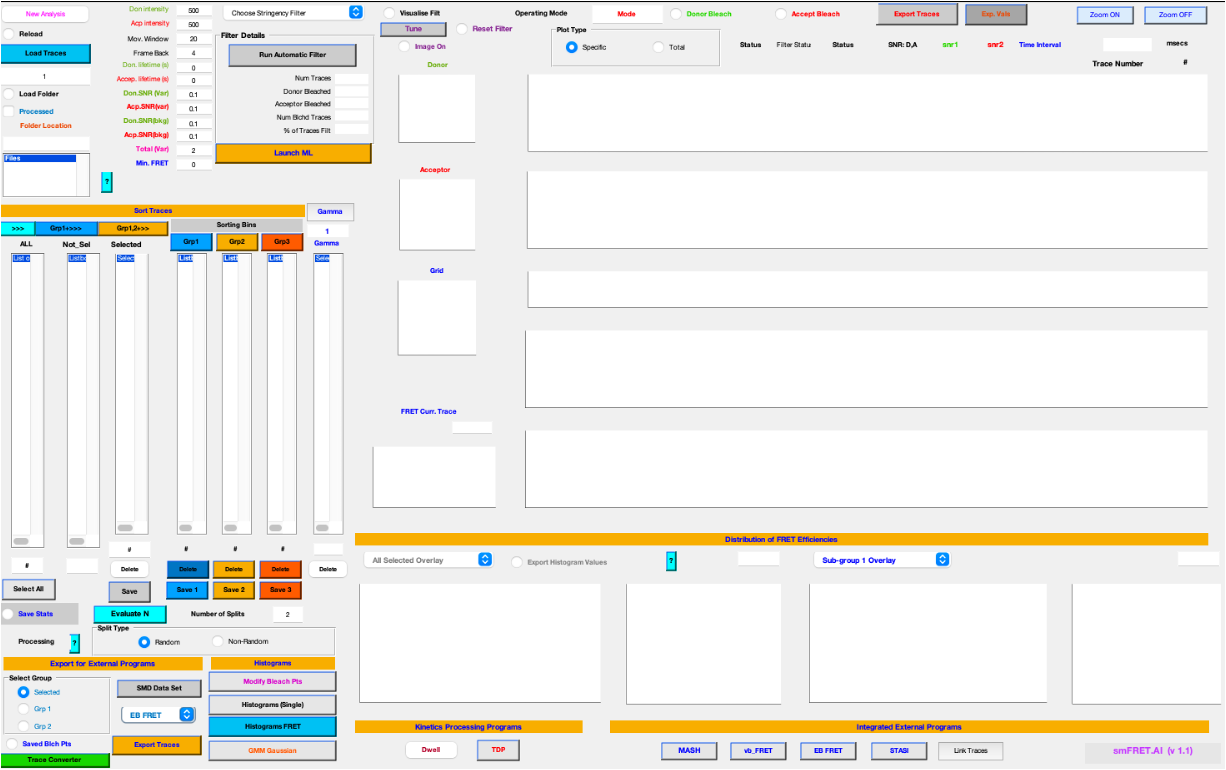 New Analysis
Don intensity 500
Choose Stringency Filter
Visualise Filt
Operating Mode
Mode
Donor Bleach
Accept Bleach
Export Traces
Exp. Vals
Zoom ON
Zoom OFF
Acp intensity 500
Reload
Tune
Reset Filter
Plot Type
Mov. Window 20
Filter Details
Image On
Specific
Total
Status
Filter Statu
Status
SNR: D,A
snr1
snr2
Time Interval
msecs
Load Traces
Frame Back 4
Run Automatic Filter
Don. lifetime (s) 0
Donor
Trace Number
#
1
Accep. lifetime (s) 0
Num Traces
Load Folder
Don.SNR (Var) 0.1
Donor Bleached
Acp.SNR(var) 0.1
Acceptor Bleached
Processed
Don.SNR(bkg) 0.1
Num Blchd Traces
Folder Location
Acp.SNR(bkg) 0.1
% of Traces Filt
Total (Var) 2
Launch ML
Files
Min. FRET 0
?
Acceptor
Sort Traces
Gamma
>>>
Grp1+>>>
Grp1,2+>>
Sorting Bins
1
ALL
Not_Sel
Selected
Grp1
Grp2
Grp3
Gamma
List o
Listbo
Selec
Listl
Listl
Listl
Sele
Grid
FRET Curr. Trace
Distribution of FRET Efficiencies
#
#
#
#
All Selected Overlay
Export Histogram Values
?
Sub-group 1 Overlay
#
Delete
Delete
Delete
Delete
Delete
Select All
Save
Save 1
Save 2
Save 3
Save Stats
Evaluate N
Number of Splits
2
Split Type
Processing
?
Random
Non-Random
Export for External Programs
Histograms
Select Group
Modify Bleach Pts
Selected
SMD Data Set
Histograms (Single)
Grp 1
EB FRET
Grp 2
Histograms FRET
Kinetics Processing Programs
Integrated External Programs
Saved Blch Pts
Export Traces
GMM Gaussian
Dwell
TDP
MASH
vb_FRET
EB FRET
STASI
Link Traces
smFRET.AI (v 1.1)
Trace Converter